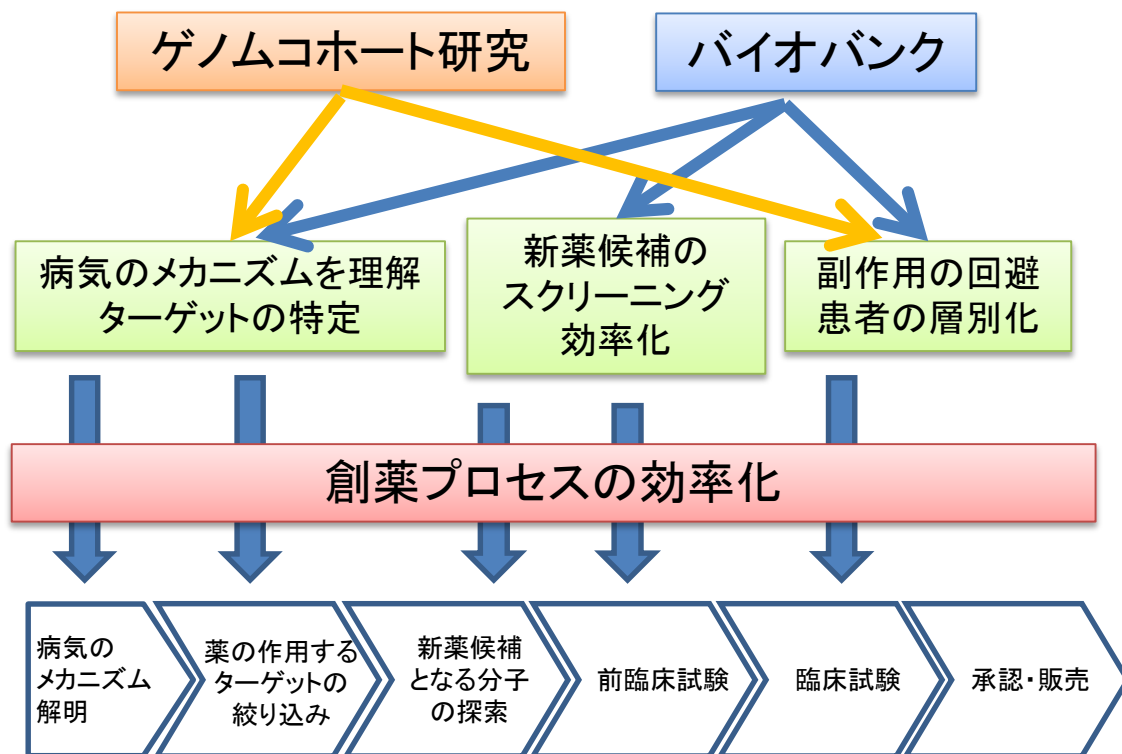 ゲノムコホート研究
バイオバンク
病気のメカニズムを理解
ターゲットの特定
新薬候補の
スクリーニング
効率化
副作用の回避
患者の層別化
創薬プロセスの効率化
病気の
メカニズム
解明
薬の作用する
ターゲットの
絞り込み
新薬候補
となる分子
の探索
前臨床試験
臨床試験
承認・販売